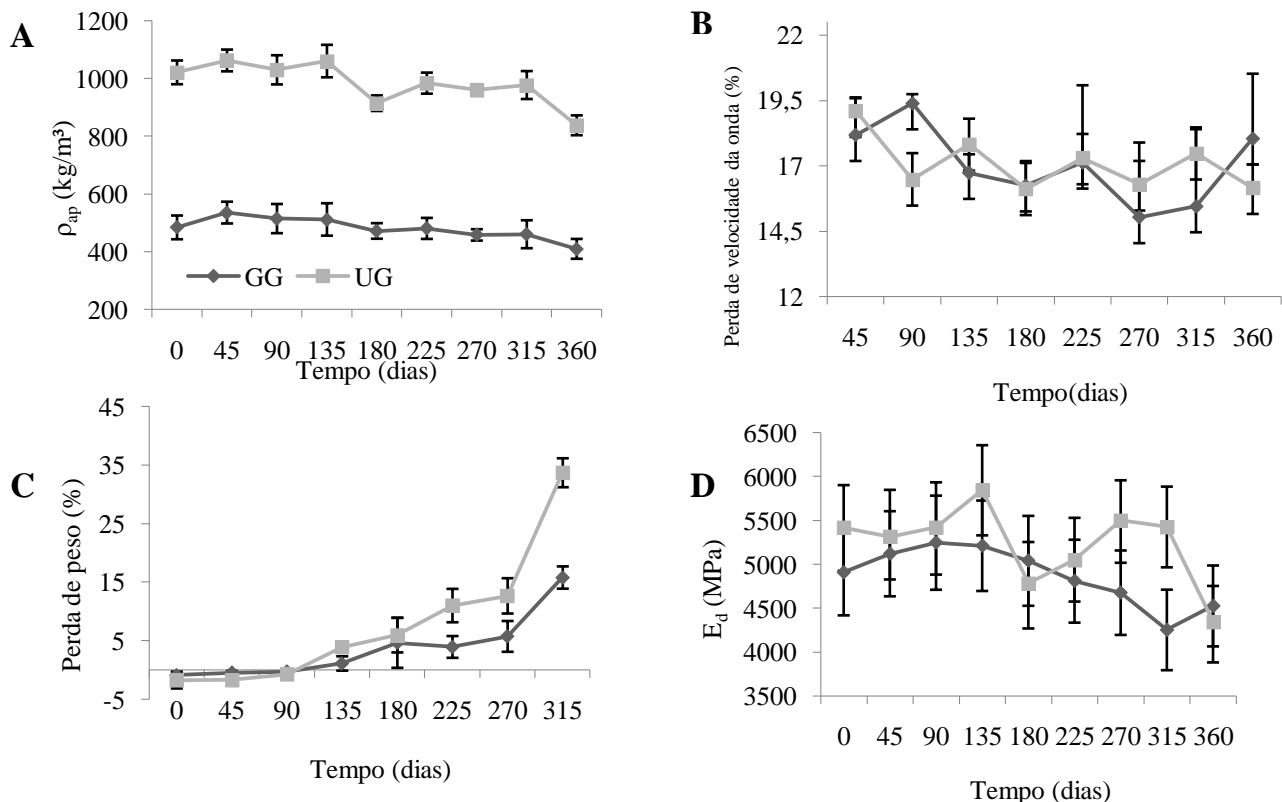 A
ρap (kg/m³)
1200
1000
800
600
400
200
GG UG
0 45 90 135 180 225 270 315 360
Tempo (dias)
B
Perda de velocidade da onda (%)
22
19,5
17
14,5
12
45 90 135 180 225 270 315 360
Tempo(dias)
C
Perda de peso (%)
45
35
25
15
5
-5
0 45 90 135 180 225 270 315
Tempo (dias)
D
Ed (MPa)
6500
6000
5500
5000
4500
4000
3500
0 45 90 135 180 225 270 315 360
Tempo (dias)